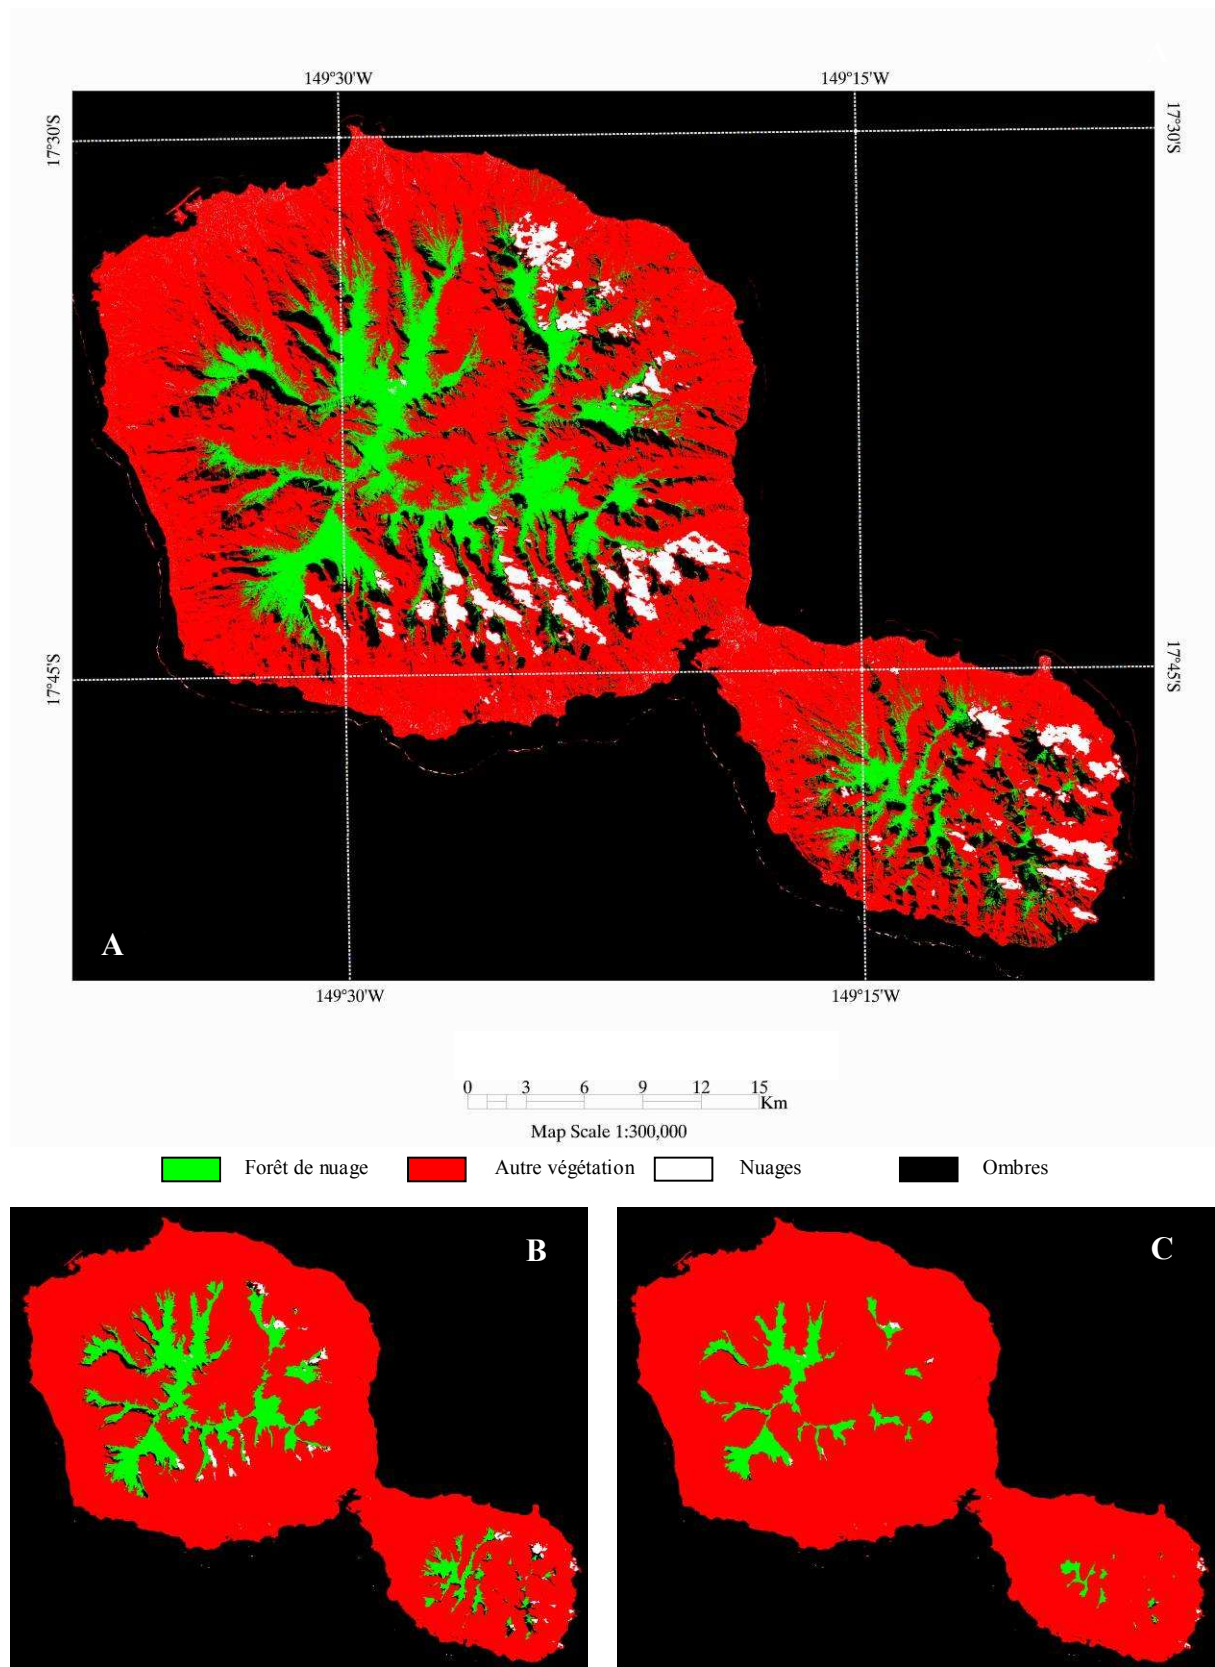 149°30'W 149°15'W
17°30'S 17°30'S
17°45'S 17°45'S
A
149°30'W 149°15'W
0 3 6 9 12 15
Km
Map Scale 1:300,000
Forêt de nuage Autre végétation Nuages Ombres
B C